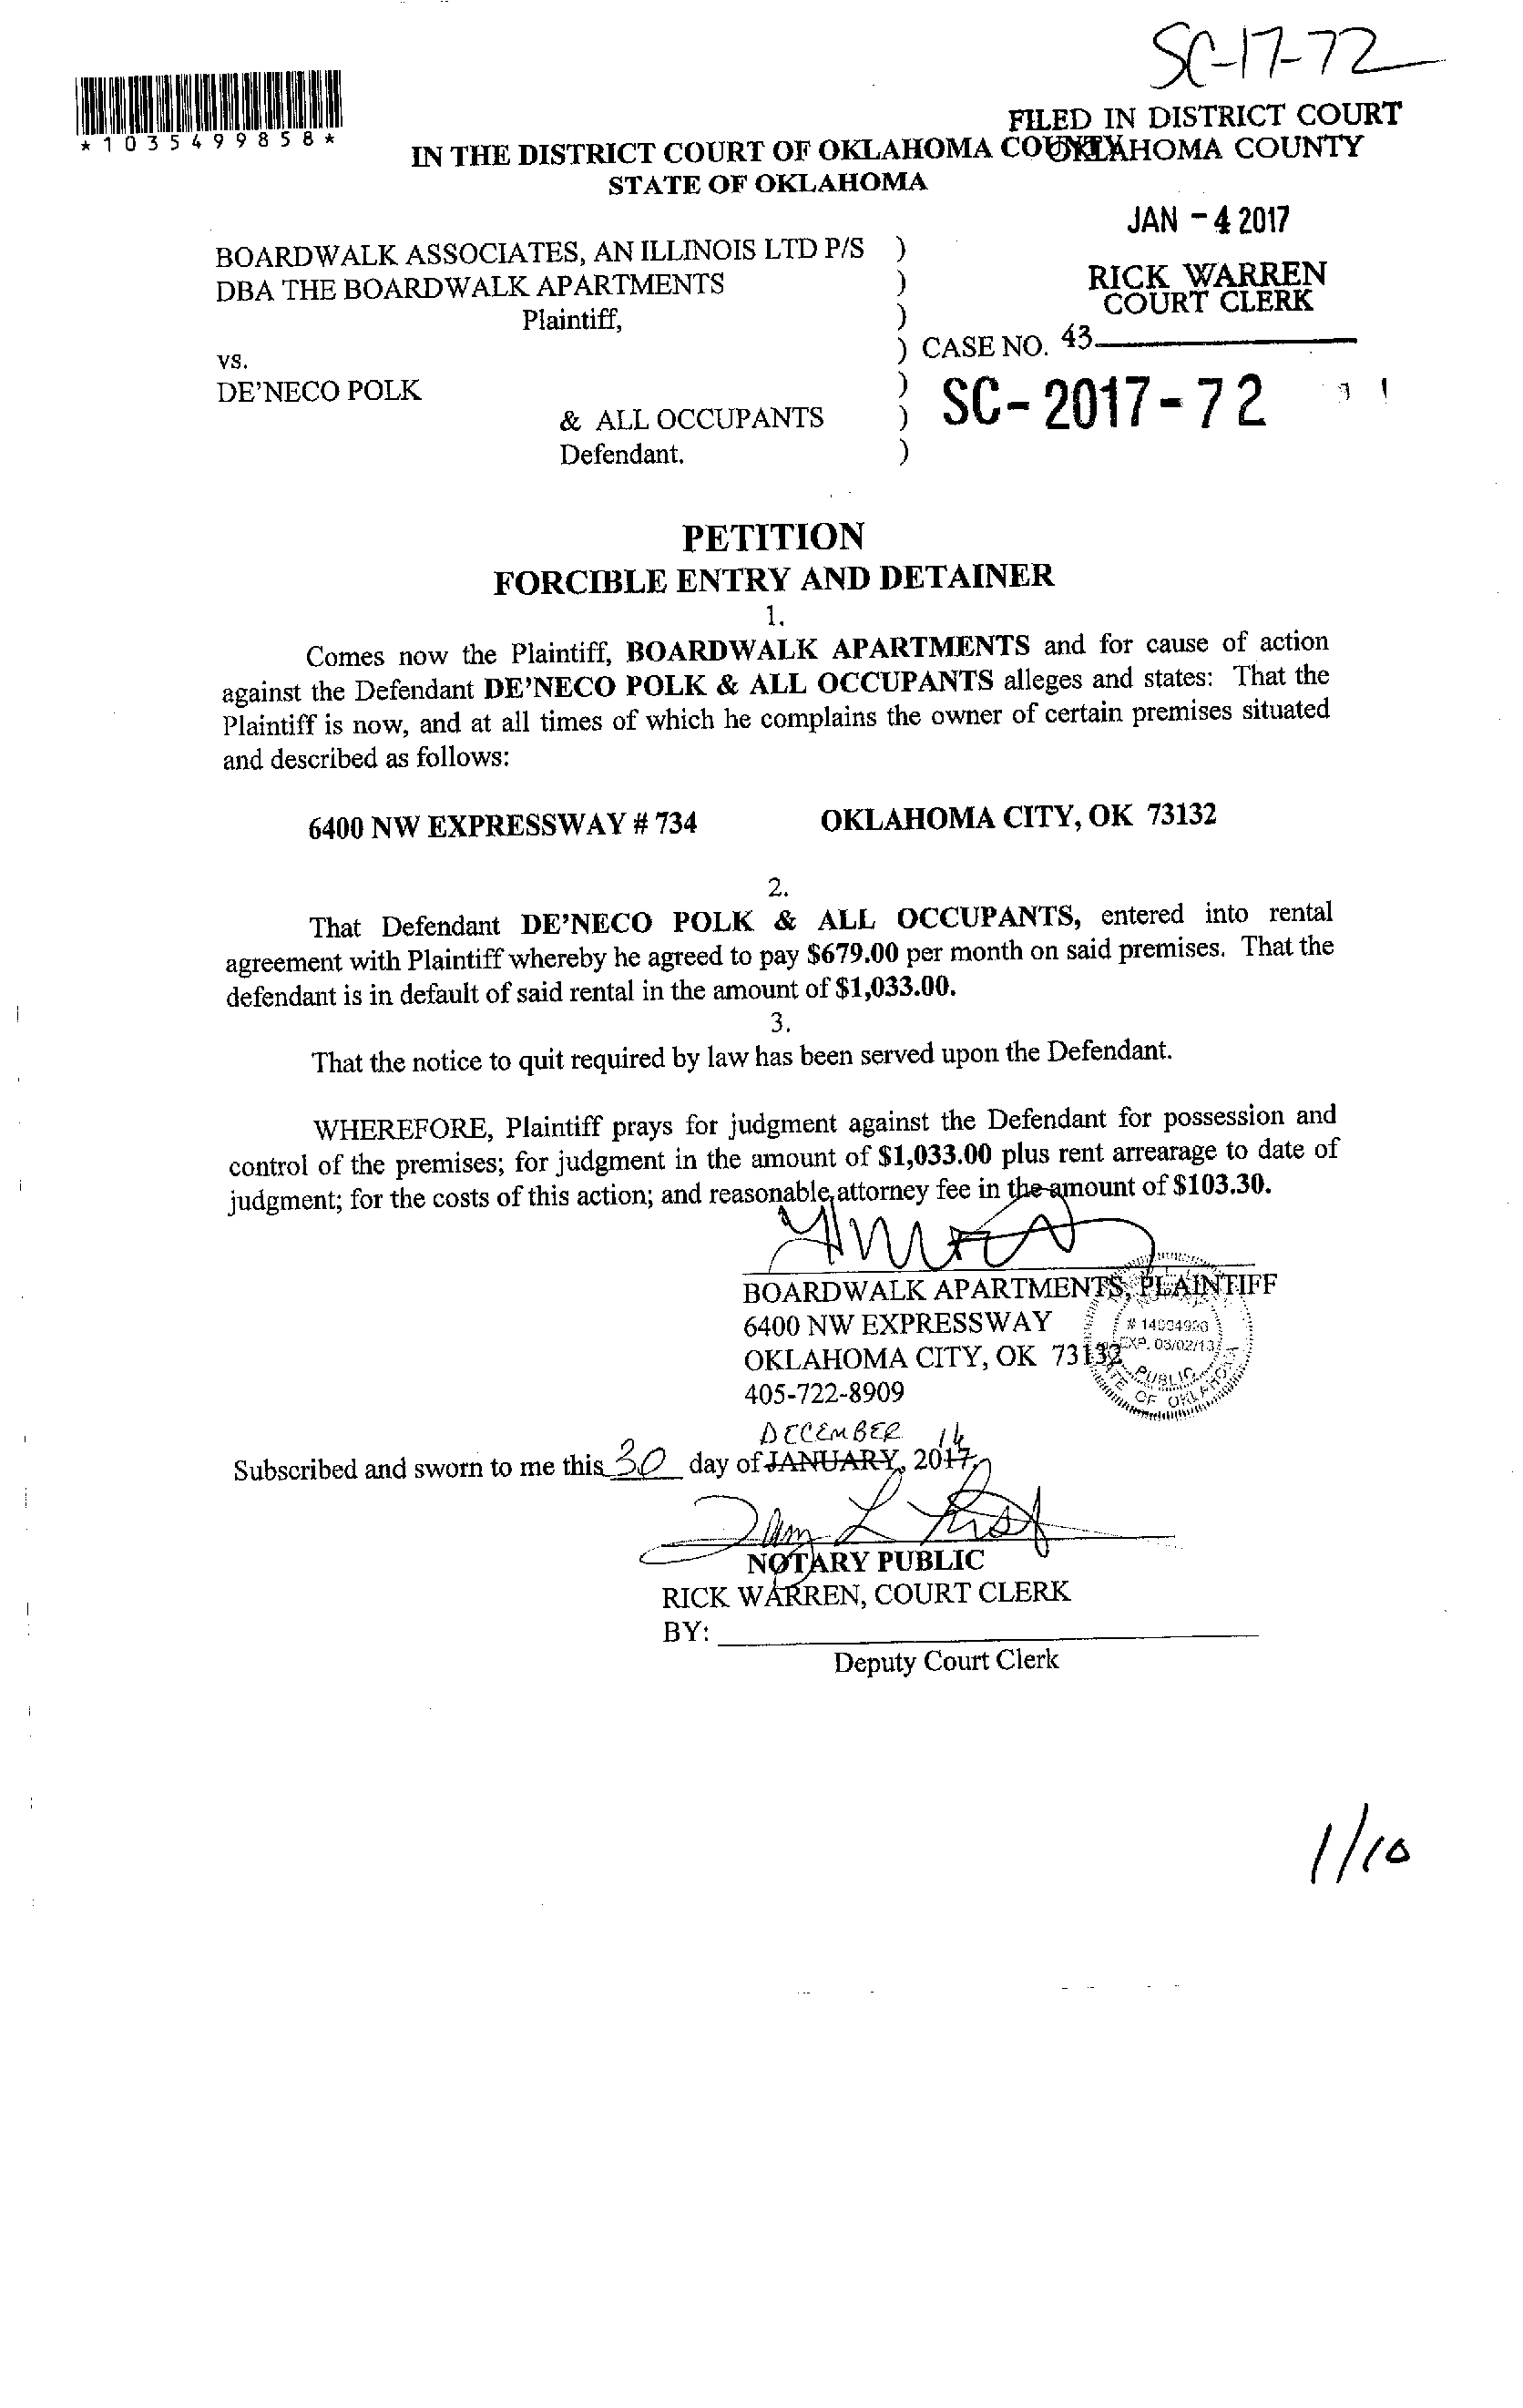 SC-17-72
*1035499858*
FILED IN DISTRICT COURT
OKLAHOMA COUNTY
IN THE DISTRICT COURT OF OKLAHOMA COUNTY
STATE OF OKLAHOMA
JAN - 4 2017
RICK WARREN
COURT CLERK
BOARDWALK ASSOCIATES, AN ILLINOIS LTD P/S )
DBA THE BOARDWALK APARTMENTS )
Plaintiff, )
) CASE NO. 43
vs.
DE'NECO POLK )
SC-2017-72
& ALL OCCUPANTS )
Defendant. )
PETITION
FORCIBLE ENTRY AND DETAINER
1.
Comes now the Plaintiff, BOARDWALK APARTMENTS and for cause of action
against the Defendant DE'NECO POLK & ALL OCCUPANTS alleges and states: That the
Plaintiff is now, and at all times of which he complains the owner of certain premises situated
and described as follows:
6400 NW EXPRESSWAY # 734 OKLAHOMA CITY, OK 73132
2.
That Defendant DE'NECO POLK & ALL OCCUPANTS, entered into rental
agreement with Plaintiff whereby he agreed to pay $679.00 per month on said premises. That the
defendant is in default of said rental in the amount of $1,033.00.
3.
That the notice to quit required by law has been served upon the Defendant.
WHEREFORE, Plaintiff prays for judgment against the Defendant for possession and
control of the premises; for judgment in the amount of $1,033.00 plus rent arrearage to date of
judgment; for the costs of this action; and reasonable attorney fee in the amount of $103.30.
BOARDWALK APARTMENTS, PLAINTIFF
6400 NW EXPRESSWAY
OKLAHOMA CITY, OK 73132
405-722-8909
PUBLIC
OF OKLAHOMA
DECEMBER 16
Subscribed and sworn to me this 30 day of JANUARY, 2017.
NOTARY PUBLIC
RICK WARREN, COURT CLERK
BY:
Deputy Court Clerk
1/10